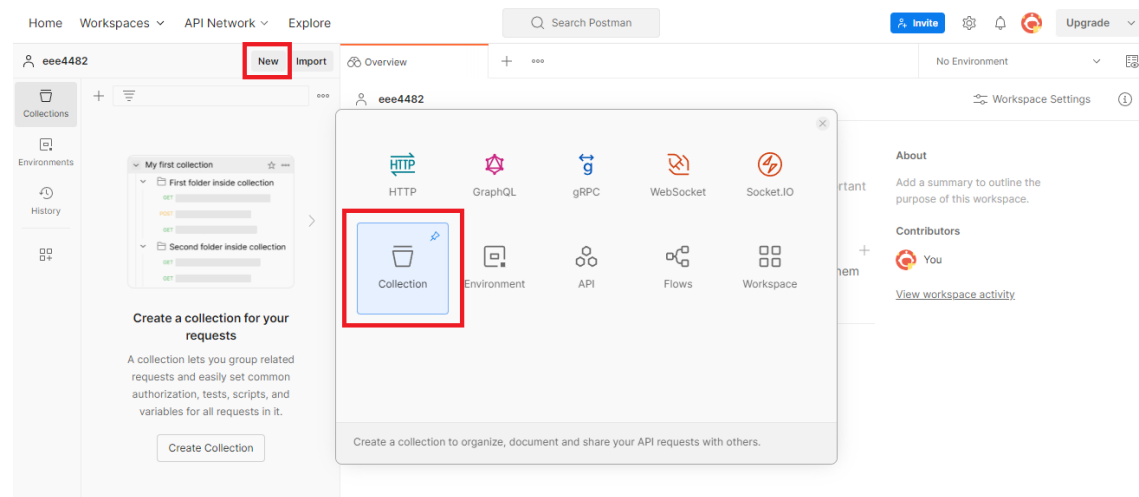 Home Workspaces API Network Explore
Search Postman
Invite
Upgrade
eee4482
New Import
Overview
No Environment
Collections
Environments
History
eee4482
Workspace Settings
My first collection
First folder inside collection
GET
POST
GET
Second folder inside collection
GET
GET
Create a collection for your
requests
A collection lets you group related
requests and easily set common
authorization, tests, scripts, and
variables for all requests in it.
Create Collection
HTTP
HTTP GraphQL gRPC WebSocket Socket.IO
Collection Environment API Flows Workspace
Create a collection to organize, document and share your API requests with others.
rtant
hem
About
Add a summary to outline the
purpose of this workspace.
Contributors
You
View workspace activity